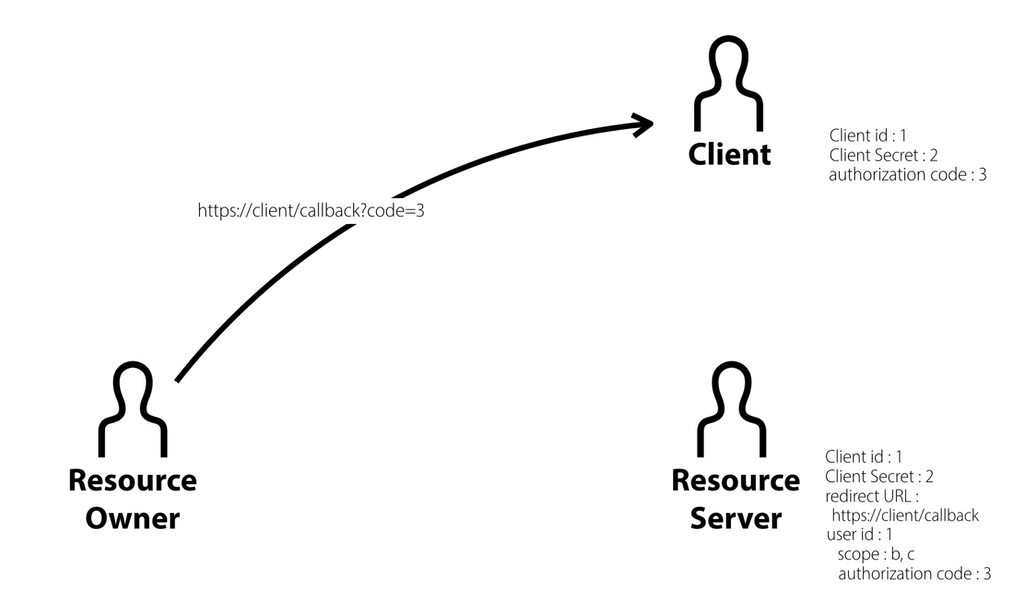 Client
Client id : 1
Client Secret : 2
authorization code : 3
https://client/callback?code=3
Resource
Owner
Resource
Server
Client id : 1
Client Secret : 2
redirect URL :
https://client/callback
user id : 1
scope : b, c
authorization code : 3